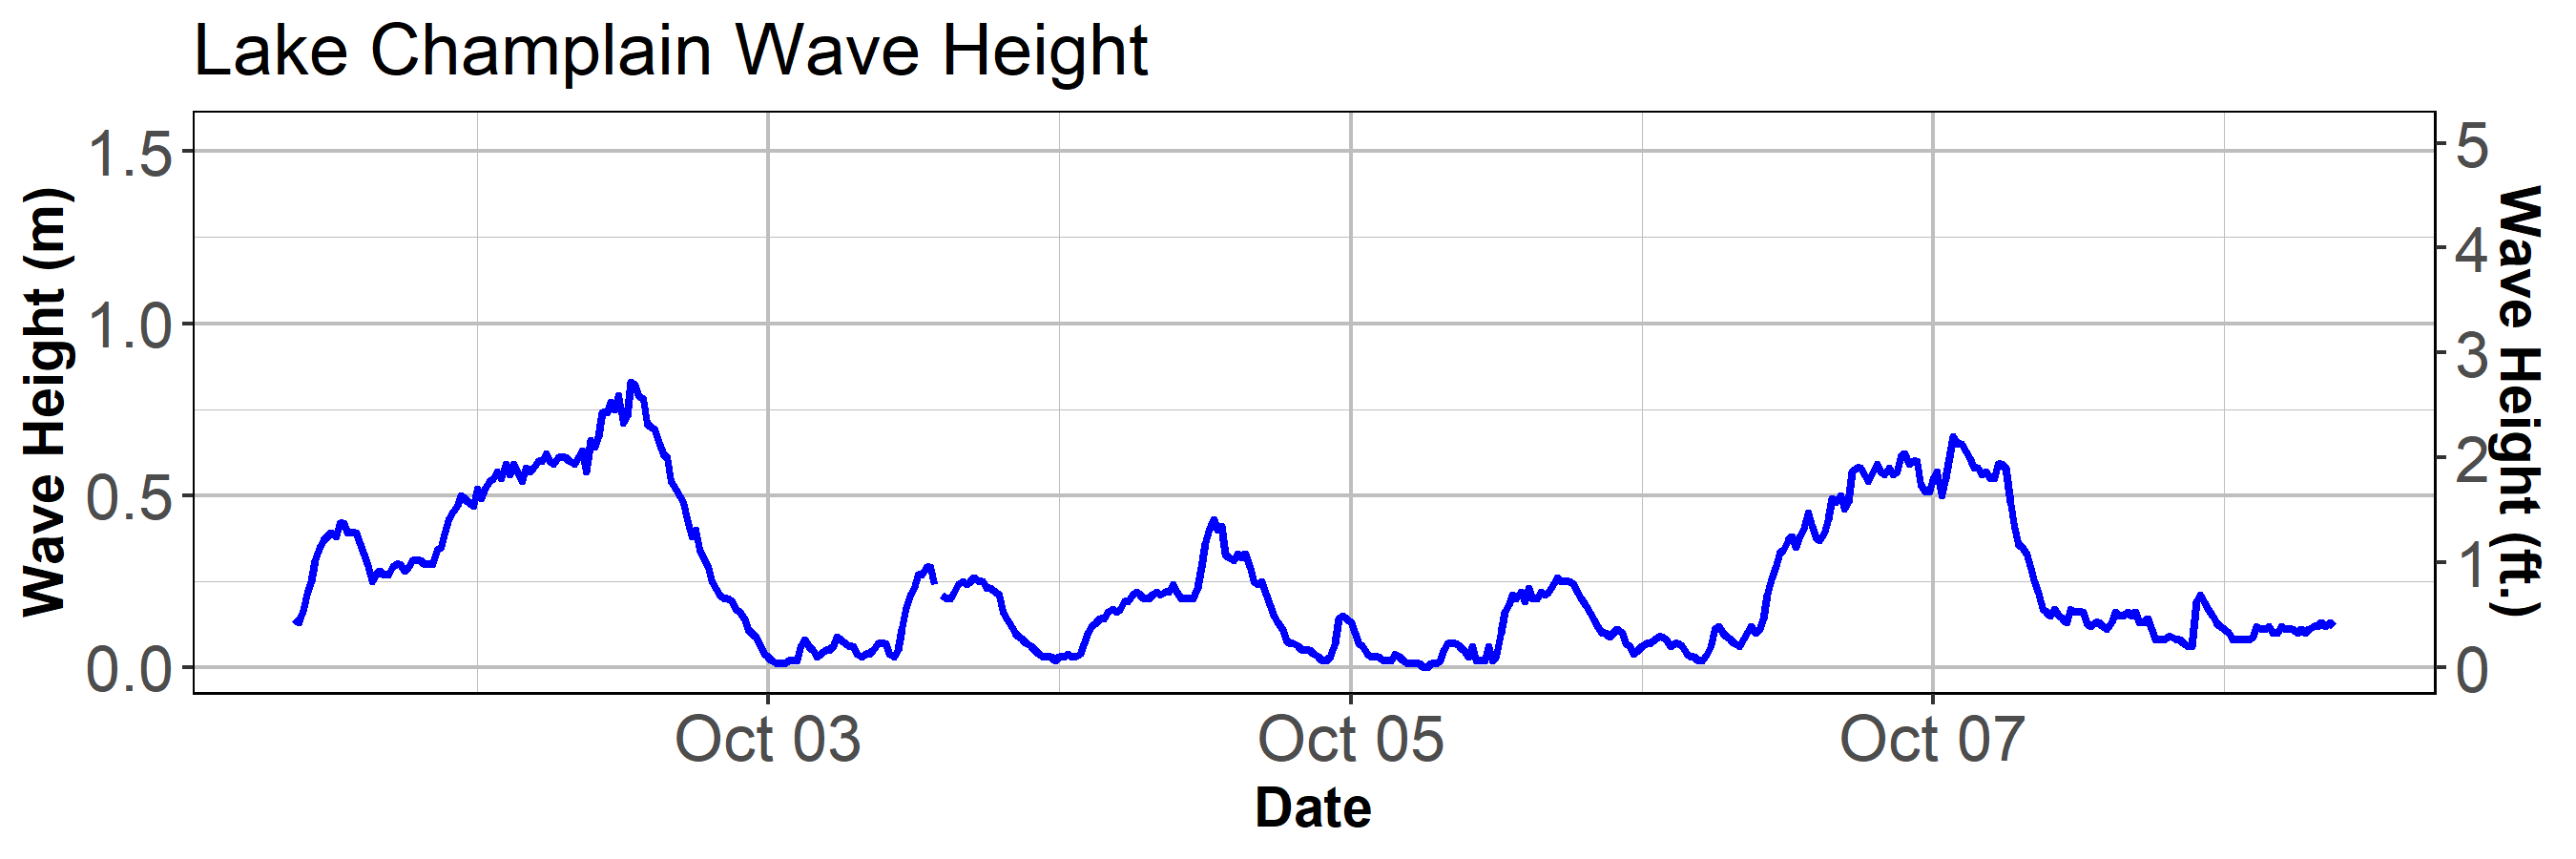 Lake Champlain Wave Height
Wave Height (m)
1.5
1.0
0.5
0.0
5
4
3
2
1
0
Wave Height (ft.)
Oct 03
Oct 05
Oct 07
Date